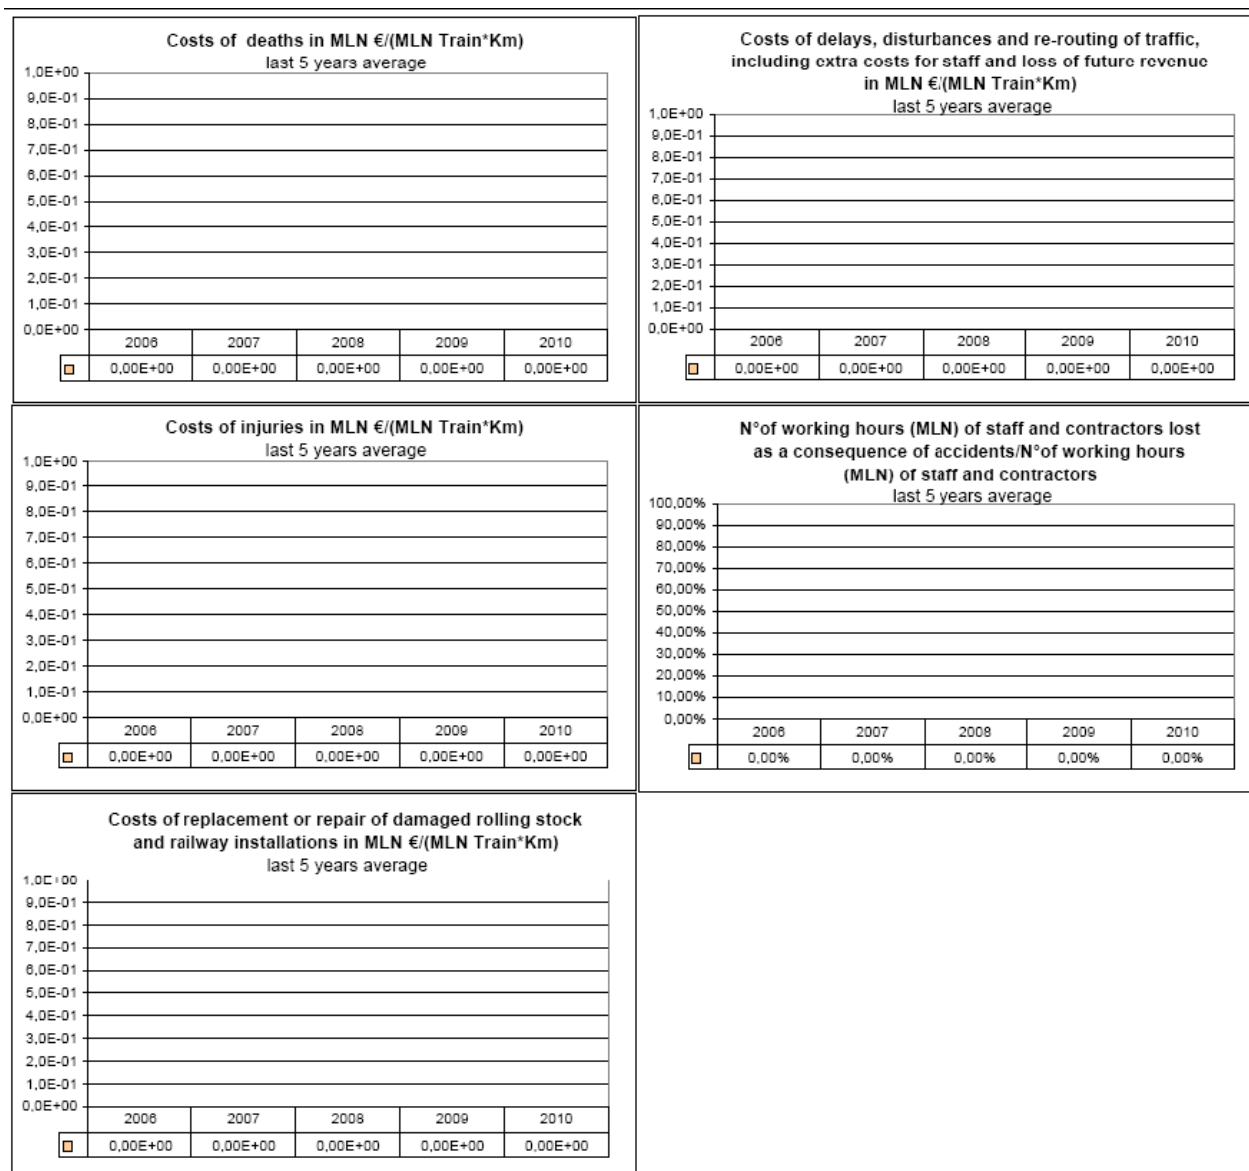 Costs of deaths in MLN €/(MLN Train*Km)
last 5 years average
1,0E+00
9,0E-01
8,0E-01
7,0E-01
6,0E-01
5,0E-01
4,0E-01
3,0E-01
2,0E-01
1,0E-01
0,0E+00
2006 2007 2008 2009 2010
0,00E+00 0,00E+00 0,00E+00 0,00E+00 0,00E+00
Costs of delays, disturbances and re-routing of traffic,
including extra costs for staff and loss of future revenue
in MLN €/(MLN Train*Km)
last 5 years average
1,0E+00
9,0E-01
8,0E-01
7,0E-01
6,0E-01
5,0E-01
4,0E-01
3,0E-01
2,0E-01
1,0E-01
0,0E+00
2006 2007 2008 2009 2010
0,00E+00 0,00E+00 0,00E+00 0,00E+00 0,00E+00
Costs of injuries in MLN €/(MLN Train*Km)
last 5 years average
1,0E+00
9,0E-01
8,0E-01
7,0E-01
6,0E-01
5,0E-01
4,0E-01
3,0E-01
2,0E-01
1,0E-01
0,0E+00
2006 2007 2008 2009 2010
0,00E+00 0,00E+00 0,00E+00 0,00E+00 0,00E+00
N°of working hours (MLN) of staff and contractors lost
as a consequence of accidents/N°of working hours
(MLN) of staff and contractors
last 5 years average
100,00%
90,00%
80,00%
70,00%
60,00%
50,00%
40,00%
30,00%
20,00%
10,00%
0,00%
2006 2007 2008 2009 2010
0,00% 0,00% 0,00% 0,00% 0,00%
Costs of replacement or repair of damaged rolling stock
and railway installations in MLN €/(MLN Train*Km)
last 5 years average
1,0E+00
9,0E-01
8,0E-01
7,0E-01
6,0E-01
5,0E-01
4,0E-01
3,0E-01
2,0E-01
1,0E-01
0,0E+00
2006 2007 2008 2009 2010
0,00E+00 0,00E+00 0,00E+00 0,00E+00 0,00E+00